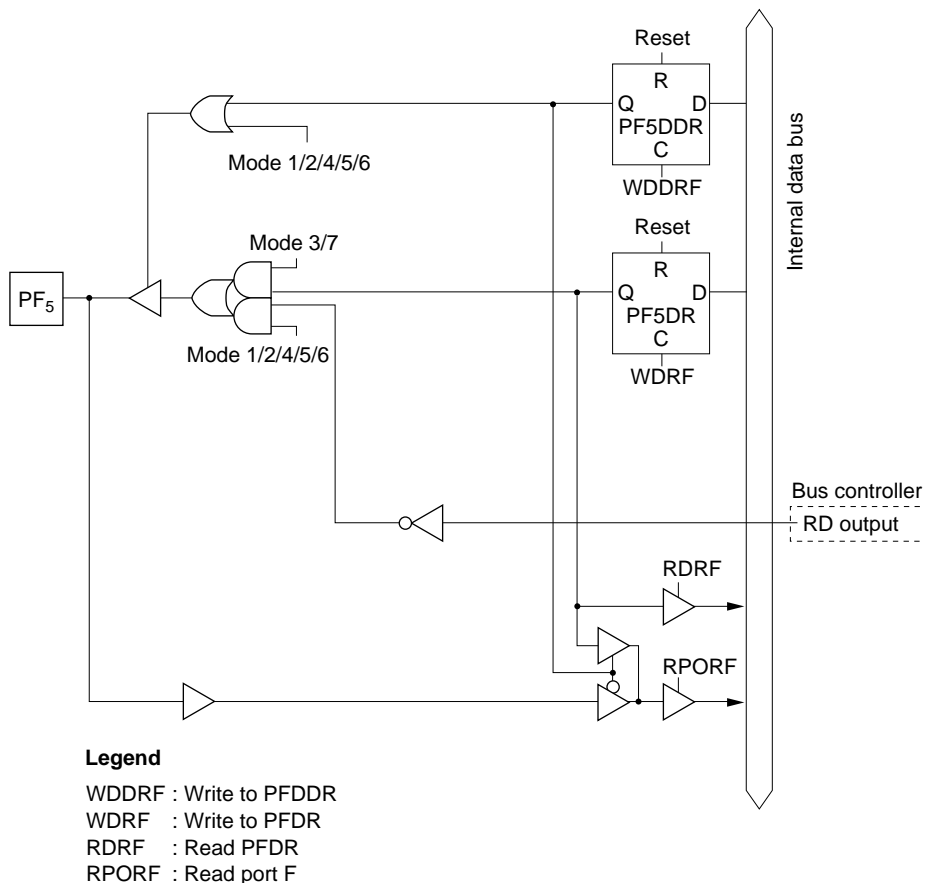 Reset
R
Q D
PF5DDR
C
WDDRF
Mode 1/2/4/5/6
Internal data bus
Mode 3/7
Reset
R
Q D
PF5DR
C
WDRF
PF5
Mode 1/2/4/5/6
Bus controller
RD output
RDRF
RPORF
Legend
WDDRF : Write to PFDDR
WDRF : Write to PFDR
RDRF : Read PFDR
RPORF : Read port F